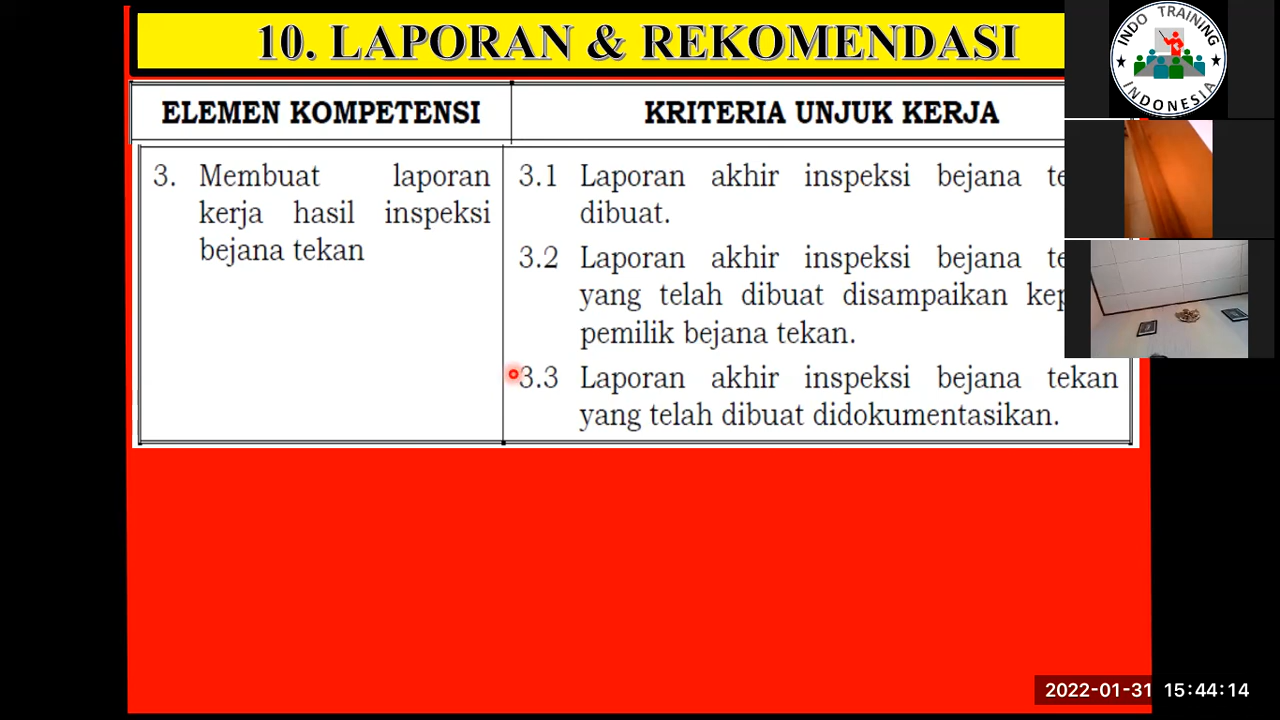 10. LAPORAN & REKOMENDASI
ELEMEN KOMPETENSI
KRITERIA UNJUK KERJA
3. Membuat laporan
kerja hasil inspeksi
bejana tekan
3.1 Laporan akhir inspeksi bejana
dibuat.
3.2 Laporan akhir inspeksi bejana
yang telah dibuat disampaikan
pemilik bejana tekan.
3.3 Laporan akhir inspeksi bejana tekan
yang telah dibuat didokumentasikan.
INDO TRAINING
INDONESIA
2022-01-31 15:44:14